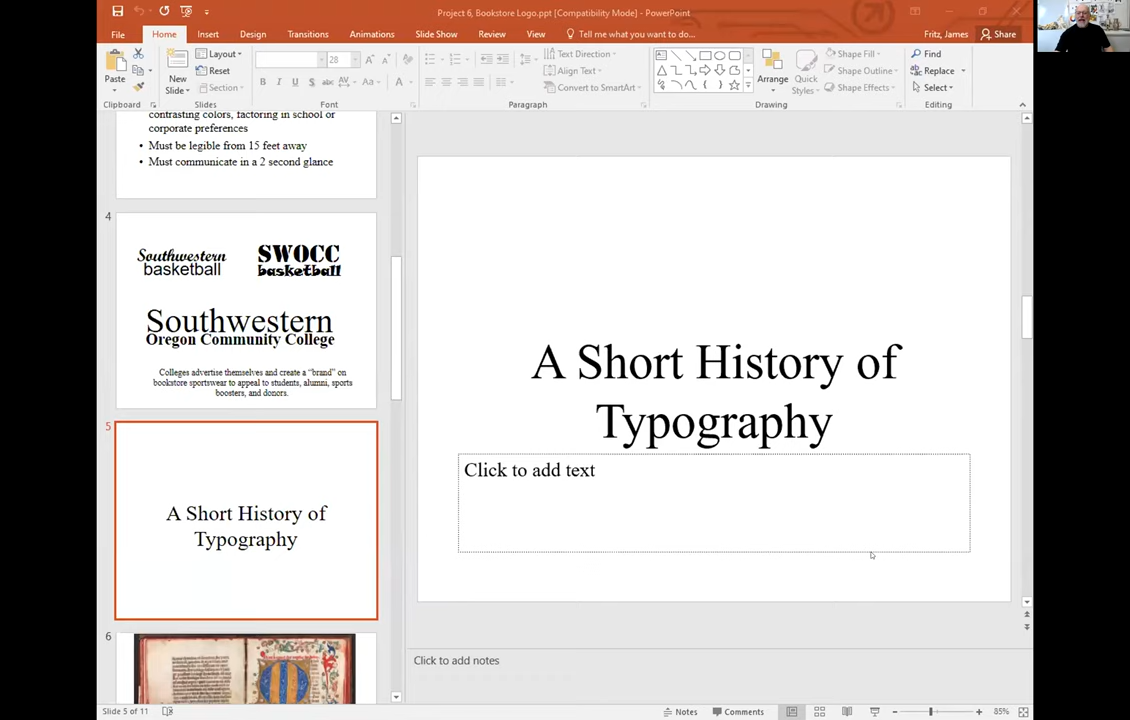 Project 6, Bookstore Logo.ppt [Compatibility Mode] - PowerPoint
File Home Insert Design Transitions Animations Slide Show Review View Tell me what you want to do... Fritz, James Share
Paste
Clipboard
New
Slide
Layout
Reset
Section
Slides
28
B I U S abc AV Aa A
Font
Text Direction
Align Text
Convert to SmartArt
Paragraph
Arrange
Quick
Styles
Shape Fill
Shape Outline
Shape Effects
Drawing
Find
Replace
Select
Editing
contrasting colors, factoring in school or
corporate preferences
• Must be legible from 15 feet away
• Must communicate in a 2 second glance
4
Southwestern
basketball
SWOCC
basketball
Southwestern
Oregon Community College
Colleges advertise themselves and create a “brand” on
bookstore sportswear to appeal to students, alumni, sports
boosters, and donors.
5
A Short History of
Typography
6
A Short History of
Typography
Click to add text
Click to add notes
Slide 5 of 11
Notes Comments 85%